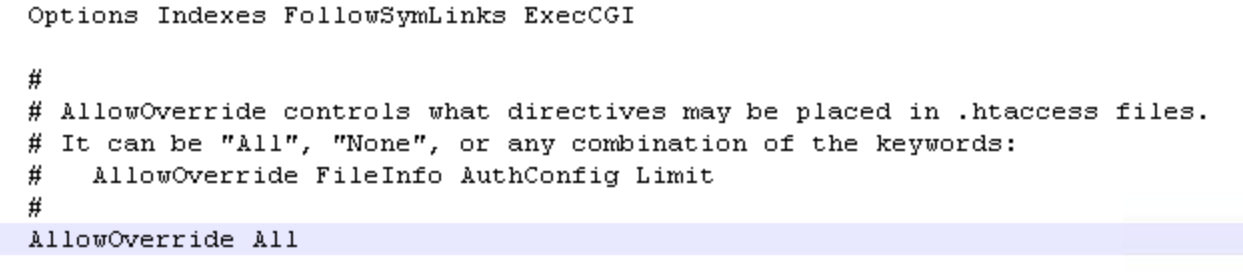 Options Indexes FollowSymLinks ExecCGI
#
# AllowOverride controls what directives may be placed in .htaccess files.
# It can be "All", "None", or any combination of the keywords:
#   AllowOverride FileInfo AuthConfig Limit
#
AllowOverride All